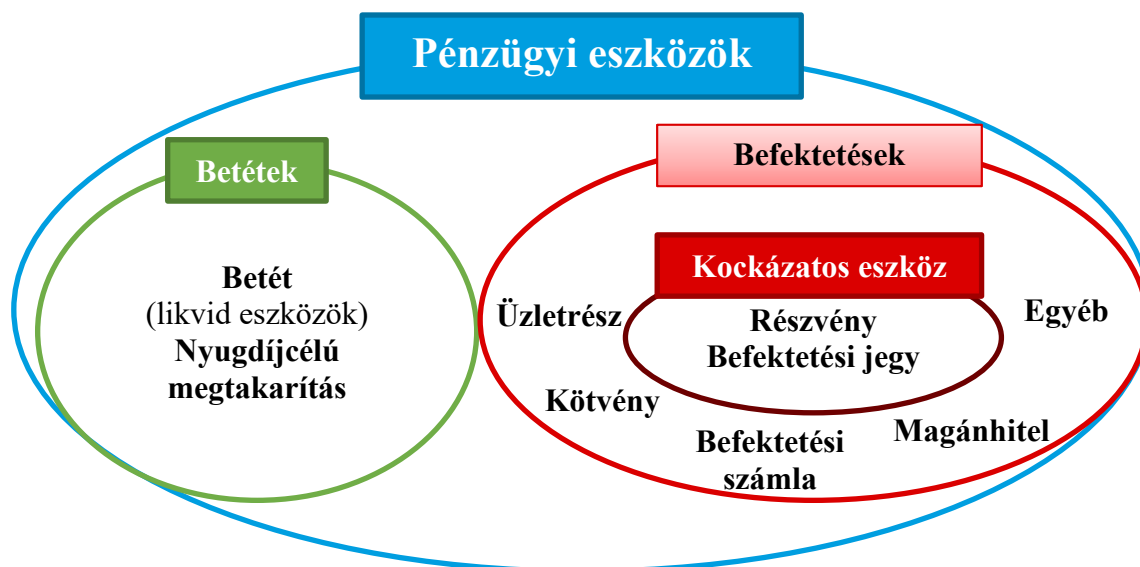 Pénzügyi eszközök
Betétek
Betét
(likvid eszközök)
Nyugdíjcélú
megtakarítás
Befektetések
Kockázatos eszköz
Részvény
Befektetési jegy
Üzletrész
Egyéb
Kötvény
Befektetési
számla
Magánhitel